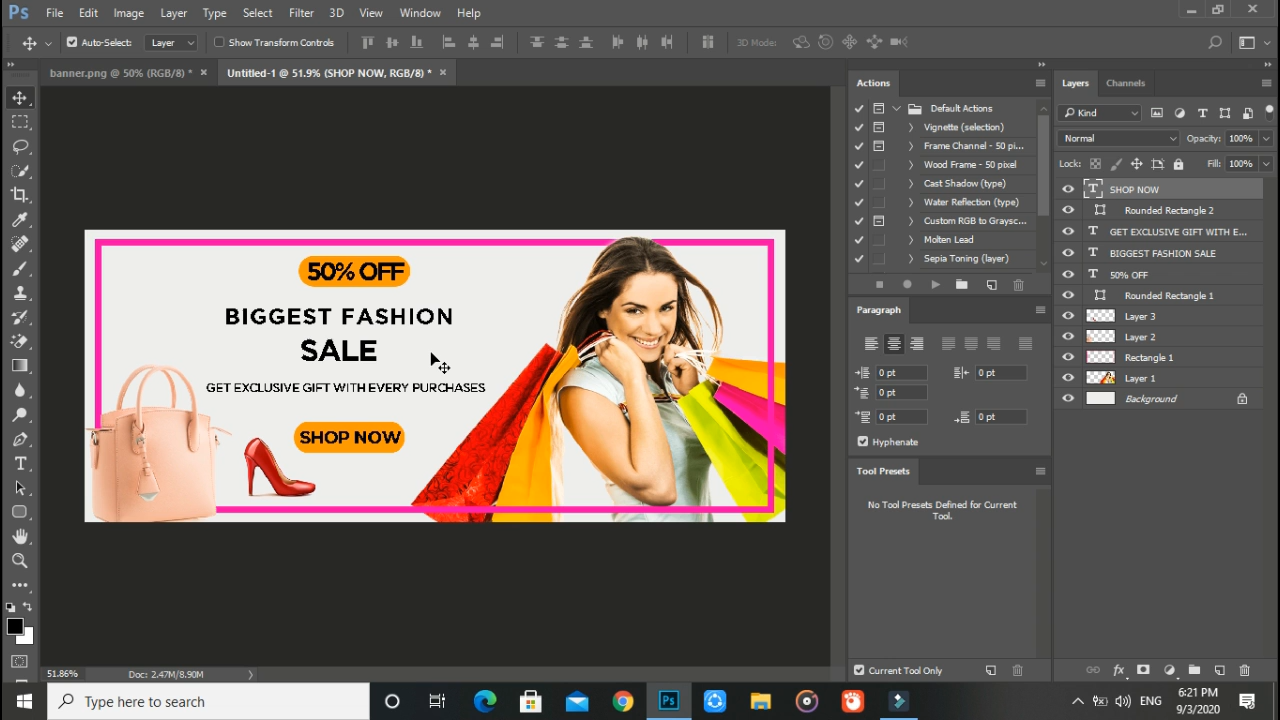 Ps File Edit Image Layer Type Select Filter 3D View Window Help
Auto-Select: Layer Show Transform Controls 3D Mode:
banner.png @ 50% (RGB/8) * × Untitled-1 @ 51.9% (SHOP NOW, RGB/8) * ×
50% OFF
BIGGEST FASHION
SALE
GET EXCLUSIVE GIFT WITH EVERY PURCHASES
SHOP NOW
51.86% Doc: 2.47M/8.90M
Actions
Default Actions
Vignette (selection)
Frame Channel - 50 pi...
Wood Frame - 50 pixel
Cast Shadow (type)
Water Reflection (type)
Custom RGB to Graysc...
Molten Lead
Sepia Toning (layer)
Paragraph
0 pt 0 pt
0 pt
0 pt 0 pt
Hyphenate
Tool Presets
No Tool Presets Defined for Current
Tool.
Current Tool Only
Layers Channels
Kind
Normal Opacity: 100%
Lock: Fill: 100%
T SHOP NOW
Rounded Rectangle 2
T GET EXCLUSIVE GIFT WITH E...
T BIGGEST FASHION SALE
T 50% OFF
Rounded Rectangle 1
Layer 3
Layer 2
Rectangle 1
Layer 1
Background
fx
Type here to search
Ps
ENG
6:21 PM
9/3/2020